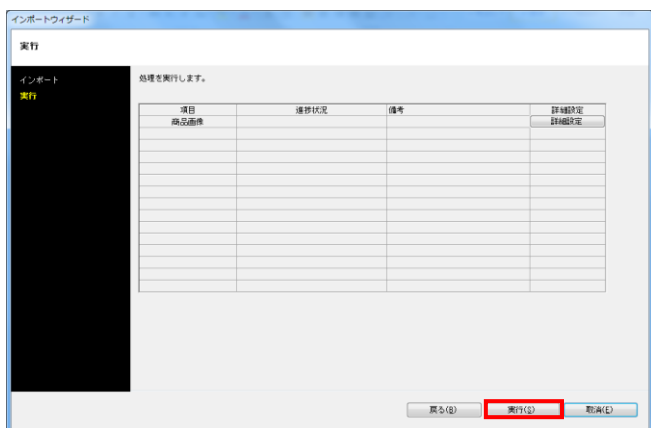 インポートウィザード
実行
インポート
実行
処理を実行します。
項目 進捗状況 備考 詳細設定
商品画像 詳細設定
戻る(B) 実行(S) 取消(E)